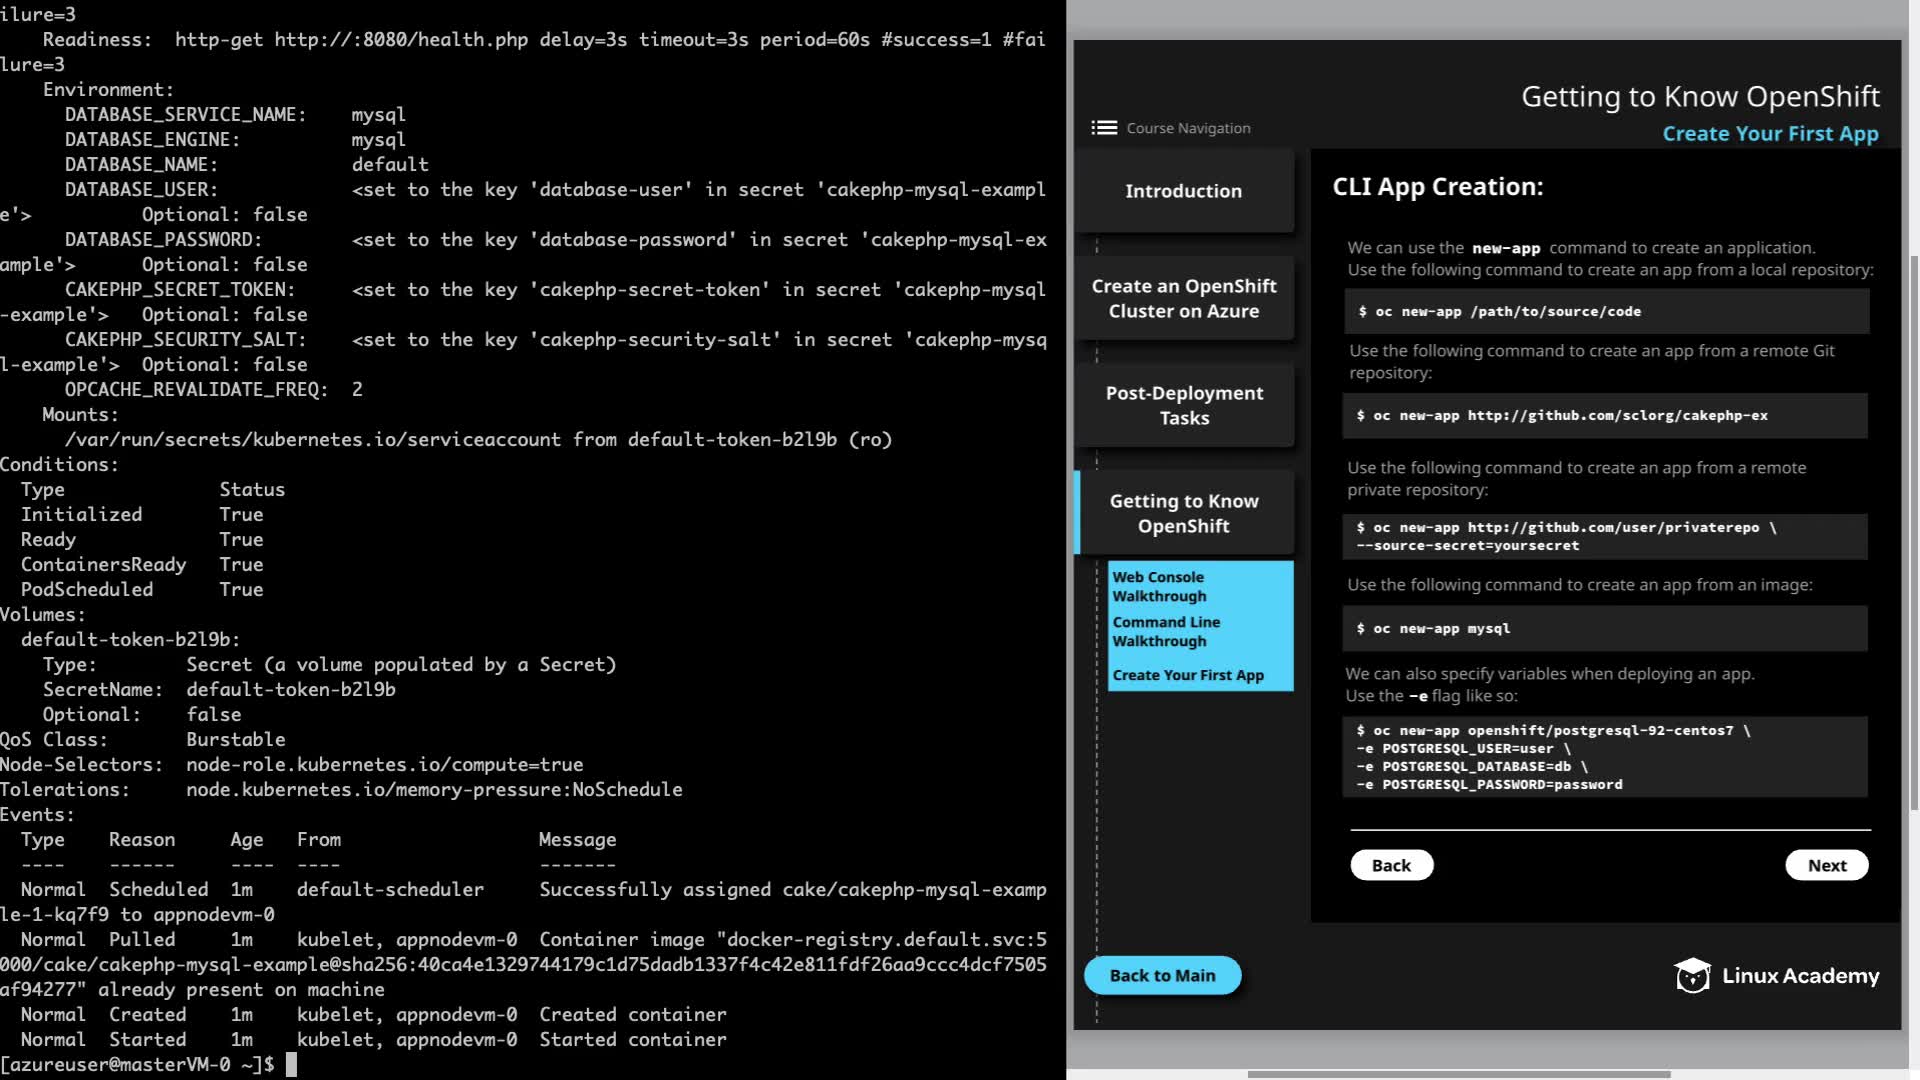 ilure=3
    Readiness:  http-get http://:8080/health.php delay=3s timeout=3s period=60s #success=1 #fai
lure=3
    Environment:
      DATABASE_SERVICE_NAME:    mysql
      DATABASE_ENGINE:          mysql
      DATABASE_NAME:            default
      DATABASE_USER:            <set to the key 'database-user' in secret 'cakephp-mysql-exampl
e'>          Optional: false
      DATABASE_PASSWORD:        <set to the key 'database-password' in secret 'cakephp-mysql-ex
ample'>      Optional: false
      CAKEPHP_SECRET_TOKEN:     <set to the key 'cakephp-secret-token' in secret 'cakephp-mysql
-example'>   Optional: false
      CAKEPHP_SECURITY_SALT:    <set to the key 'cakephp-security-salt' in secret 'cakephp-mysq
l-example'>  Optional: false
      OPCACHE_REVALIDATE_FREQ:  2
    Mounts:
      /var/run/secrets/kubernetes.io/serviceaccount from default-token-b2l9b (ro)
Conditions:
  Type              Status
  Initialized       True
  Ready             True
  ContainersReady   True
  PodScheduled      True
Volumes:
  default-token-b2l9b:
    Type:        Secret (a volume populated by a Secret)
    SecretName:  default-token-b2l9b
    Optional:    false
QoS Class:       Burstable
Node-Selectors:  node-role.kubernetes.io/compute=true
Tolerations:     node.kubernetes.io/memory-pressure:NoSchedule
Events:
  Type    Reason     Age   From                  Message
  ----    ------     ----  ----                  -------
  Normal  Scheduled  1m    default-scheduler     Successfully assigned cake/cakephp-mysql-examp
le-1-kq7f9 to appnodevm-0
  Normal  Pulled     1m    kubelet, appnodevm-0  Container image "docker-registry.default.svc:5
000/cake/cakephp-mysql-example@sha256:40ca4e1329744179c1d75dadb1337f4c42e811fdf26aa9ccc4dcf7505
af94277" already present on machine
  Normal  Created    1m    kubelet, appnodevm-0  Created container
  Normal  Started    1m    kubelet, appnodevm-0  Started container
[azureuser@masterVM-0 ~]$
Getting to Know OpenShift
Create Your First App
Course Navigation
Introduction
Create an OpenShift
Cluster on Azure
Post-Deployment
Tasks
Getting to Know
OpenShift
Web Console
Walkthrough
Command Line
Walkthrough
Create Your First App
Back to Main
CLI App Creation:
We can use the new-app command to create an application.
Use the following command to create an app from a local repository:
$ oc new-app /path/to/source/code
Use the following command to create an app from a remote Git
repository:
$ oc new-app http://github.com/sclorg/cakephp-ex
Use the following command to create an app from a remote
private repository:
$ oc new-app http://github.com/user/privaterepo \
--source-secret=yoursecret
Use the following command to create an app from an image:
$ oc new-app mysql
We can also specify variables when deploying an app.
Use the -e flag like so:
$ oc new-app openshift/postgresql-92-centos7 \
-e POSTGRESQL_USER=user \
-e POSTGRESQL_DATABASE=db \
-e POSTGRESQL_PASSWORD=password
Back
Next
Linux Academy